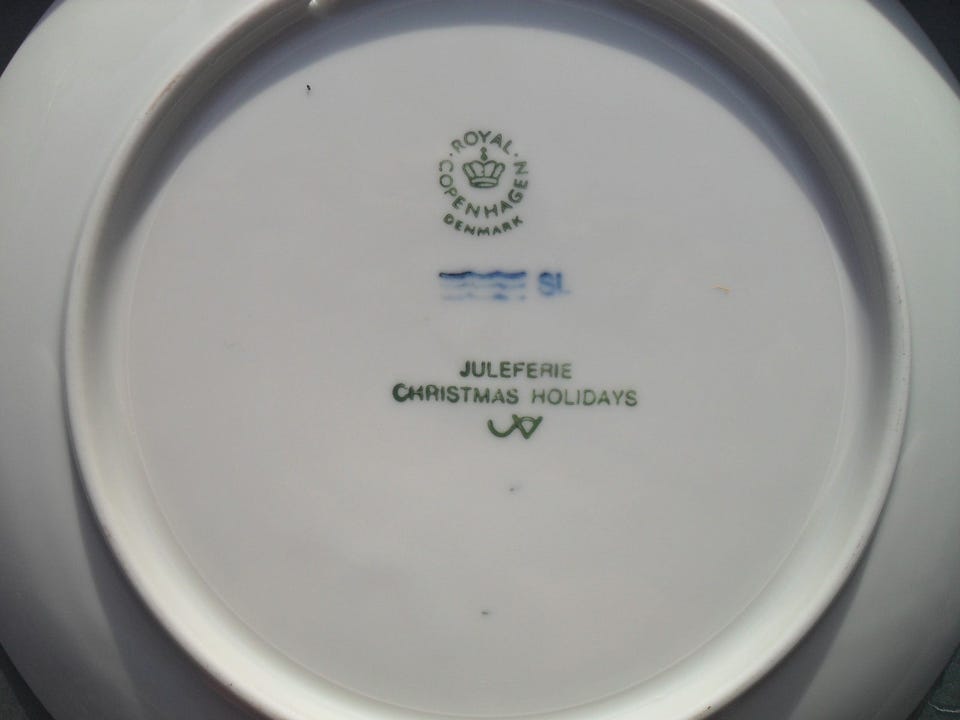 ROYAL
COPENHAGEN
DENMARK
SL
JULEFERIE
CHRISTMAS HOLIDAYS